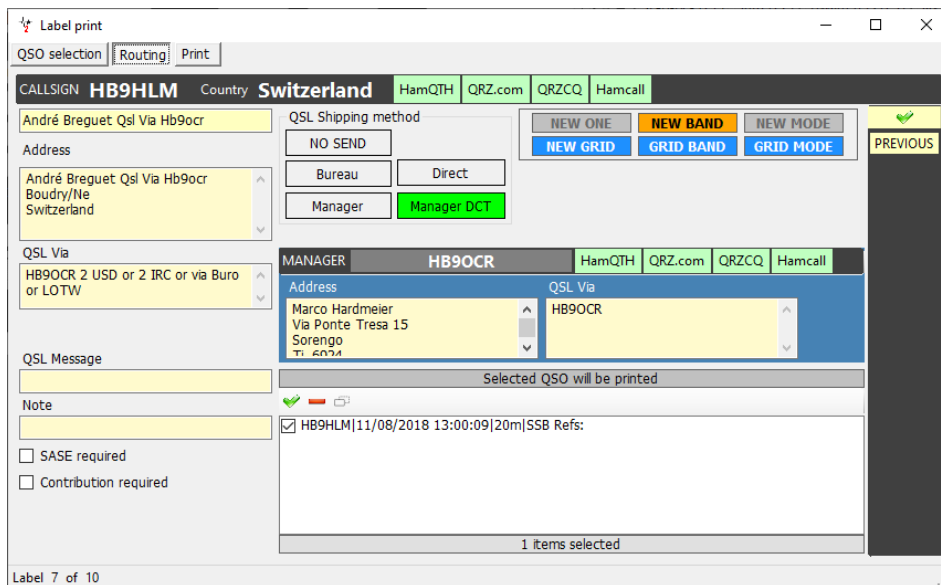 Label print
QSO selection Routing Print
CALLSIGN HB9HLM Country Switzerland HamQTH QRZ.com QRZCQ Hamcall
André Breguet Qsl Via Hb9ocr
Address
André Breguet Qsl Via Hb9ocr
Boudry/Ne
Switzerland
QSL Via
HB9OCR 2 USD or 2 IRC or via Buro
or LOTW
QSL Message
Note
SASE required
Contribution required
QSL Shipping method
NO SEND
Bureau Direct
Manager Manager DCT
NEW ONE NEW BAND NEW MODE
NEW GRID GRID BAND GRID MODE
PREVIOUS
MANAGER HB9OCR HamQTH QRZ.com QRZCQ Hamcall
Address
Marco Hardmeier
Via Ponte Tresa 15
Sorengo
Ti 6924
QSL Via
HB9OCR
Selected QSO will be printed
HB9HLM|11/08/2018 13:00:09|20m|SSB Refs:
1 items selected
Label 7 of 10